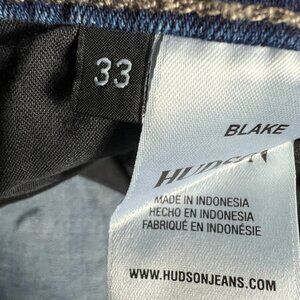 33
BLAKE
HUDSON
MADE IN INDONESIA
HECHO EN INDONESIA
FABRIQUÉ EN INDONÉSIE
WWW.HUDSONJEANS.COM